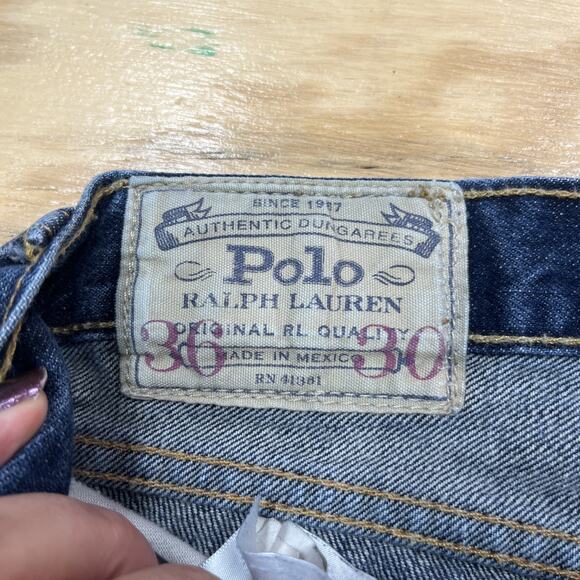 SINCE 1967
AUTHENTIC DUNGAREES
Polo
RALPH LAUREN
ORIGINAL RL QUALITY
36 MADE IN MEXICO 30
RN 41381